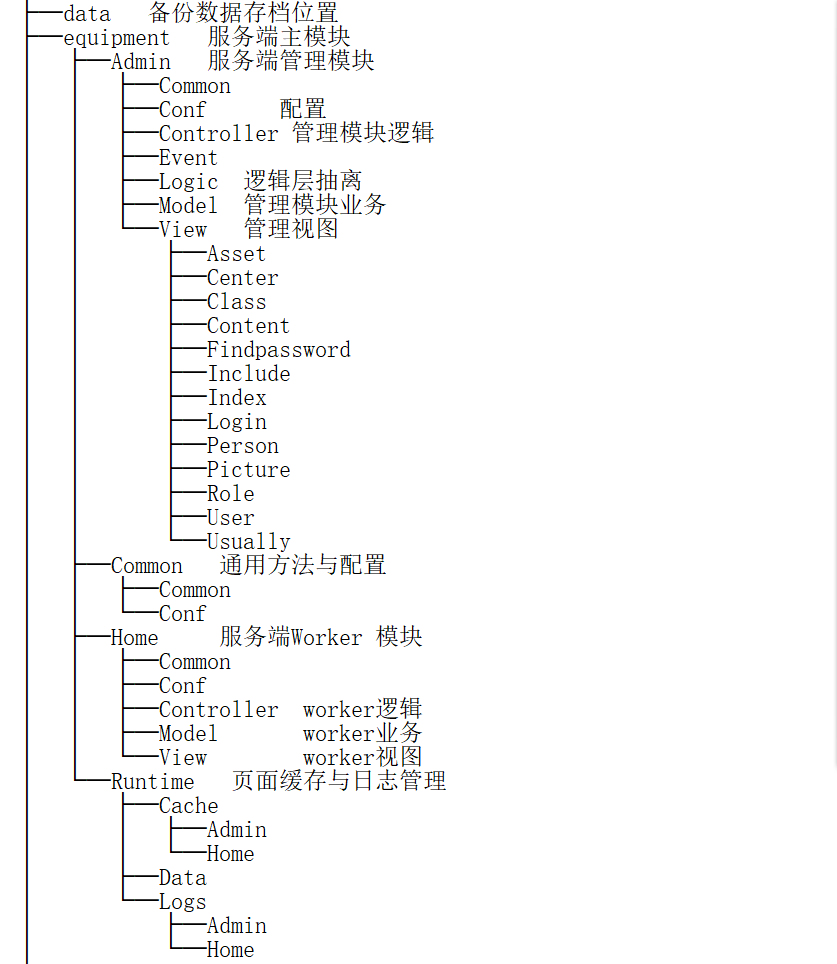 data 备份数据存档位置
equipment 服务端主模块
Admin 服务端管理模块
Common
Conf 配置
Controller 管理模块逻辑
Event
Logic 逻辑层抽离
Model 管理模块业务
View 管理视图
Asset
Center
Class
Content
Findpassword
Include
Index
Login
Person
Picture
Role
User
Usually
Common 通用方法与配置
Common
Conf
Home 服务端Worker 模块
Common
Conf
Controller worker逻辑
Model worker业务
View worker视图
Runtime 页面缓存与日志管理
Cache
Admin
Home
Data
Logs
Admin
Home